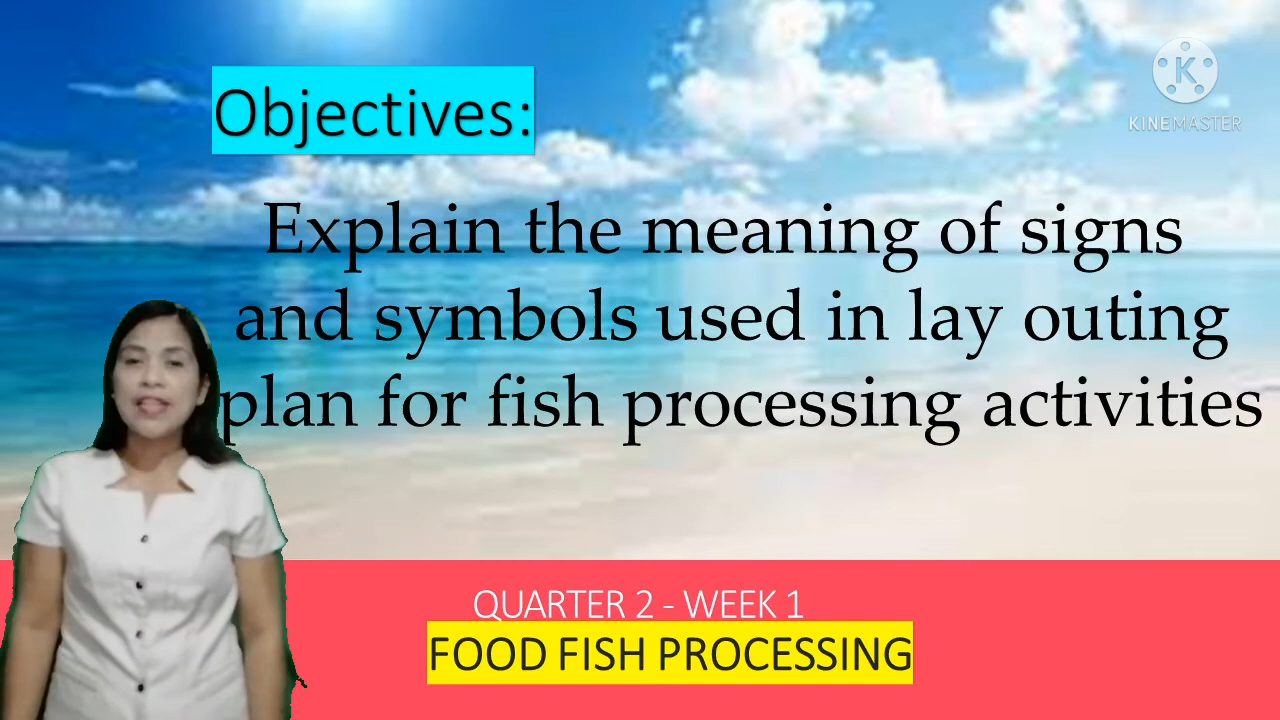 Objectives:
K
KINEMASTER
Explain the meaning of signs
and symbols used in lay outing
plan for fish processing activities
QUARTER 2 - WEEK 1
FOOD FISH PROCESSING